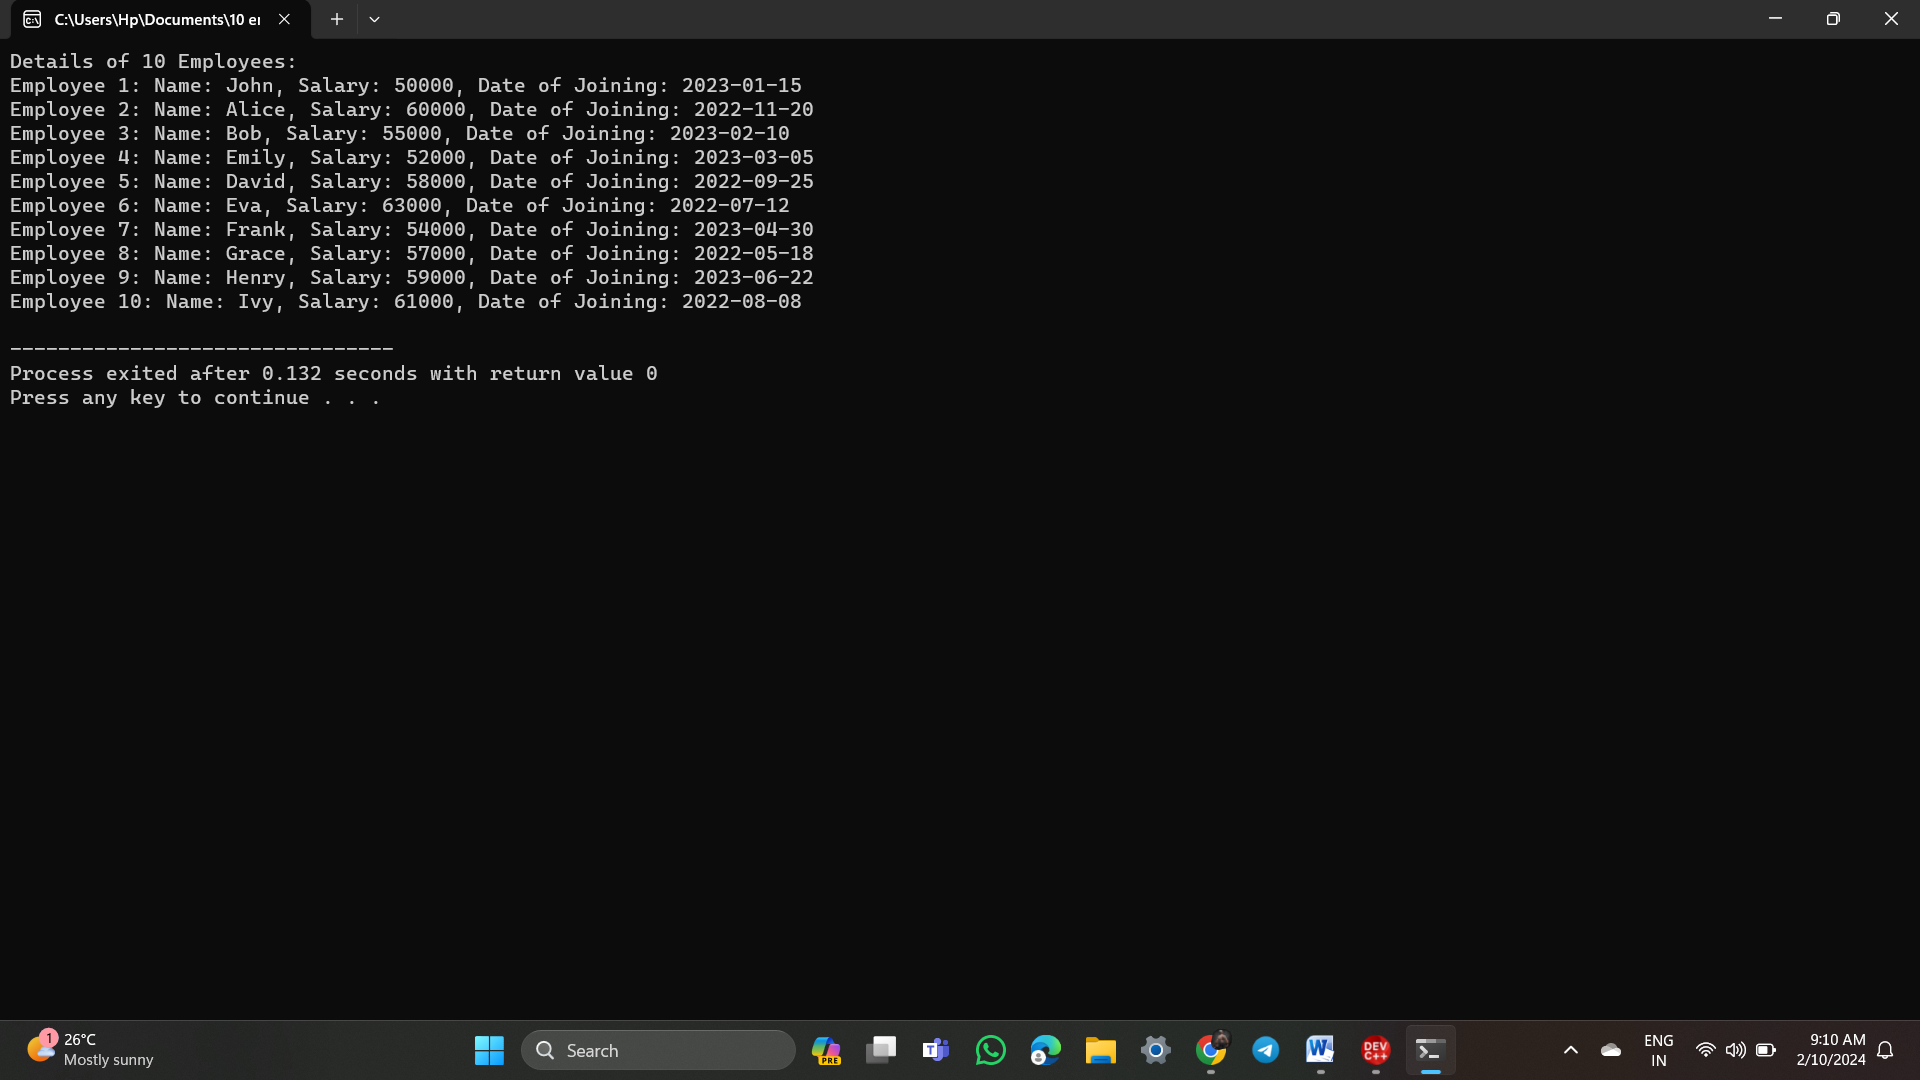 C:\Users\Hp\Documents\10 er
Details of 10 Employees:
Employee 1: Name: John, Salary: 50000, Date of Joining: 2023-01-15
Employee 2: Name: Alice, Salary: 60000, Date of Joining: 2022-11-20
Employee 3: Name: Bob, Salary: 55000, Date of Joining: 2023-02-10
Employee 4: Name: Emily, Salary: 52000, Date of Joining: 2023-03-05
Employee 5: Name: David, Salary: 58000, Date of Joining: 2022-09-25
Employee 6: Name: Eva, Salary: 63000, Date of Joining: 2022-07-12
Employee 7: Name: Frank, Salary: 54000, Date of Joining: 2023-04-30
Employee 8: Name: Grace, Salary: 57000, Date of Joining: 2022-05-18
Employee 9: Name: Henry, Salary: 59000, Date of Joining: 2023-06-22
Employee 10: Name: Ivy, Salary: 61000, Date of Joining: 2022-08-08
--------------------------------
Process exited after 0.132 seconds with return value 0
Press any key to continue . . .
1
26°C
Mostly sunny
Search
PRE
T
W
DEV
C++
ENG
IN
9:10 AM
2/10/2024